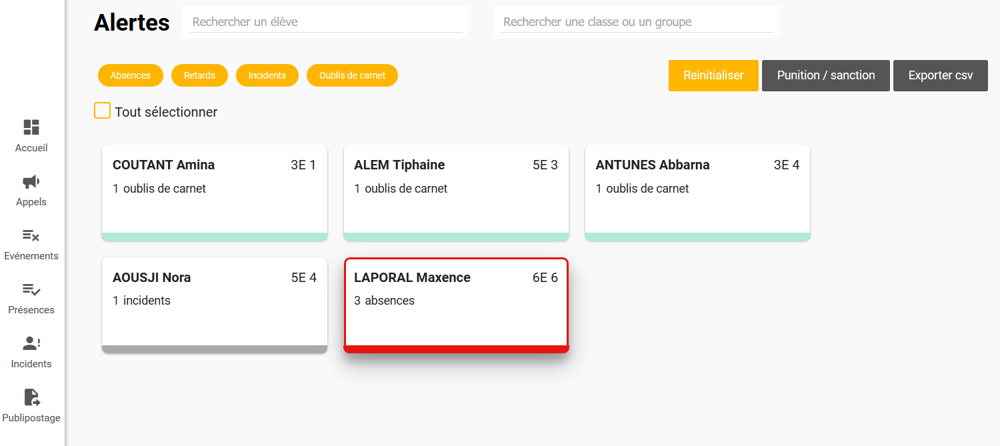 Alertes
Rechercher un élève
Rechercher une classe ou un groupe
Absences
Retards
Incidents
Oublis de carnet
Reinitialiser
Punition / sanction
Exporter csv
Tout sélectionner
Accueil
Appels
Evénements
Présences
Incidents
Publipostage
COUTANT Amina 3E 1
1 oublis de carnet
ALEM Tiphaine 5E 3
1 oublis de carnet
ANTUNES Abbarna 3E 4
1 oublis de carnet
AOUSJI Nora 5E 4
1 incidents
LAPORAL Maxence 6E 6
3 absences